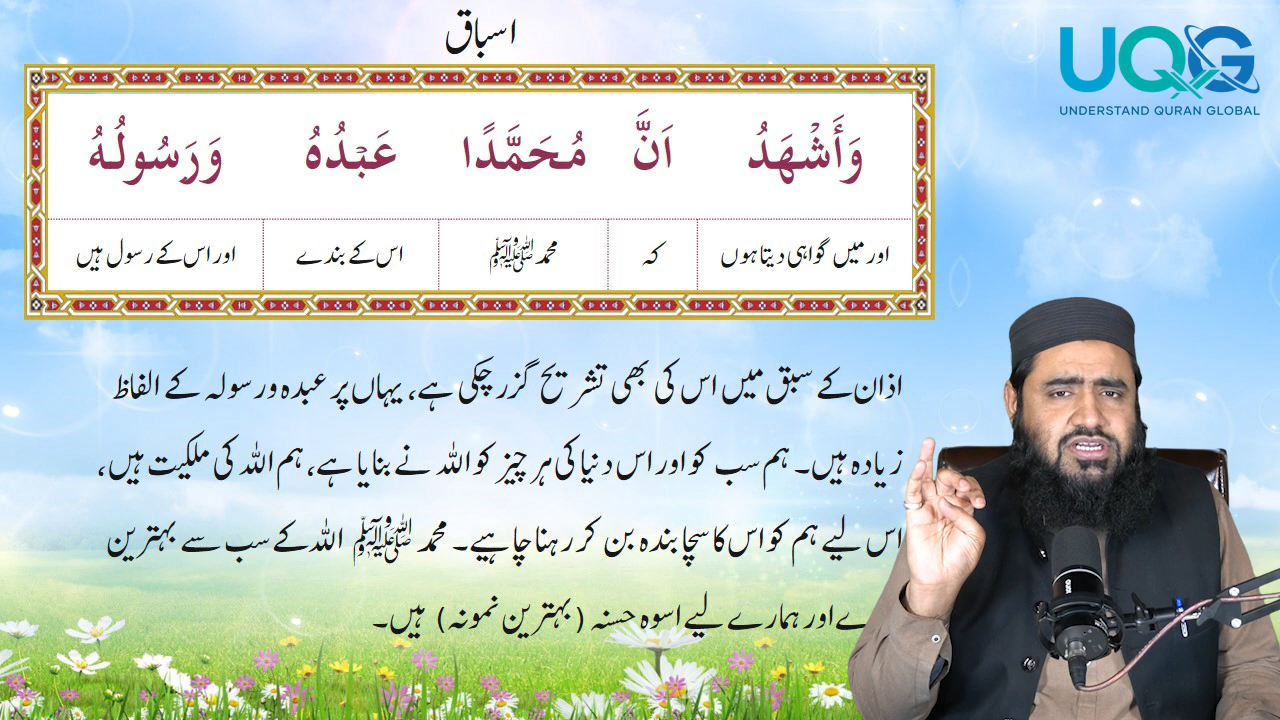 اسباق
UQG
UNDERSTAND QURAN GLOBAL
وَأَشْهَدُ اَنَّ مُحَمَّدًا عَبْدُهُ وَرَسُولُهُ
اور میں گواہی دیتا ہوں کہ محمد ﷺ اس کے بندے اور اس کے رسول ہیں
اذان کے سبق میں اس کی بھی تشریح گزر چکی ہے، یہاں پر عبدہ ورسولہ کے الفاظ
زیادہ ہیں۔ ہم سب کو اور اس دنیا کی ہر چیز کو اللہ نے بنایا ہے، ہم اللہ کی ملکیت ہیں،
اس لیے ہم کو اس کا سچا بندہ بن کر رہنا چاہیے۔ محمد ﷺ اللہ کے سب سے بہترین
اور ہمارے لیے اسوہ حسنہ (بہترین نمونہ) ہیں۔